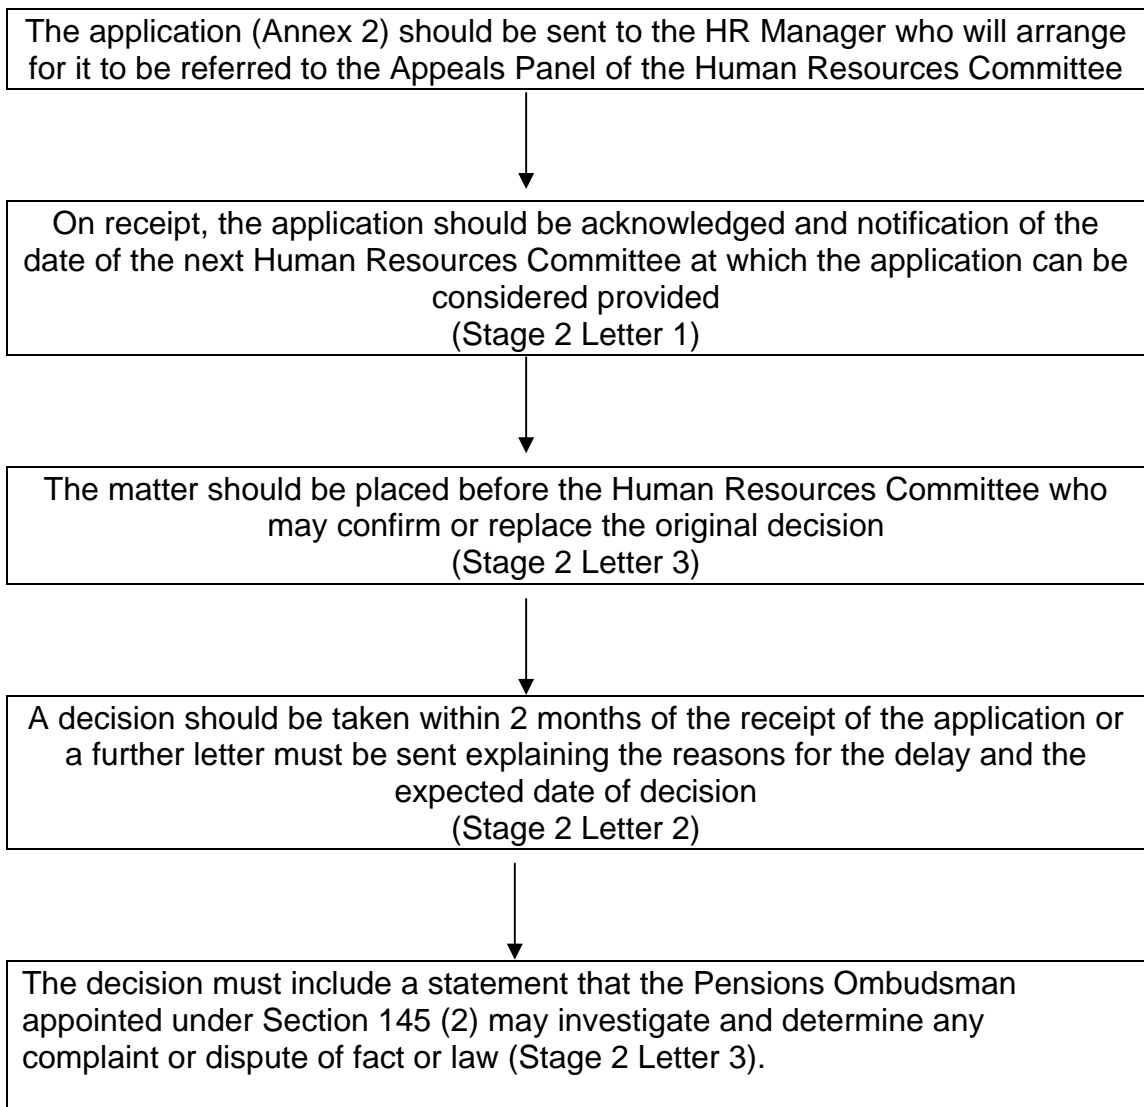 The application (Annex 2) should be sent to the HR Manager who will arrange
for it to be referred to the Appeals Panel of the Human Resources Committee
On receipt, the application should be acknowledged and notification of the
date of the next Human Resources Committee at which the application can be
considered provided
(Stage 2 Letter 1)
The matter should be placed before the Human Resources Committee who
may confirm or replace the original decision
(Stage 2 Letter 3)
A decision should be taken within 2 months of the receipt of the application or
a further letter must be sent explaining the reasons for the delay and the
expected date of decision
(Stage 2 Letter 2)
The decision must include a statement that the Pensions Ombudsman
appointed under Section 145 (2) may investigate and determine any
complaint or dispute of fact or law (Stage 2 Letter 3).